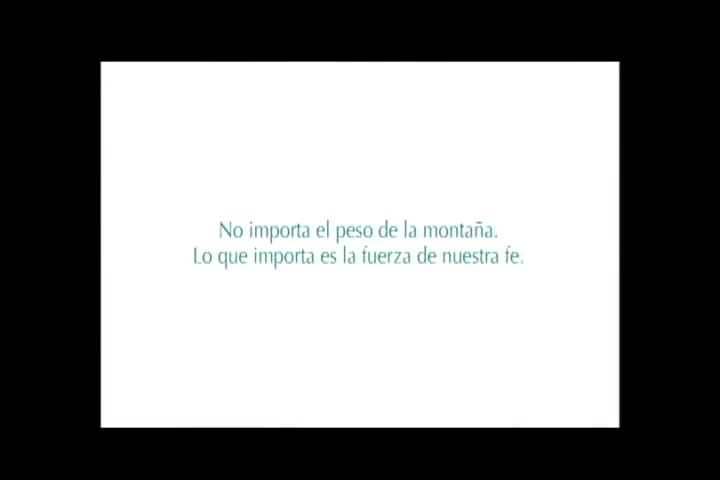 No importa el peso de la montaña.
Lo que importa es la fuerza de nuestra fe.